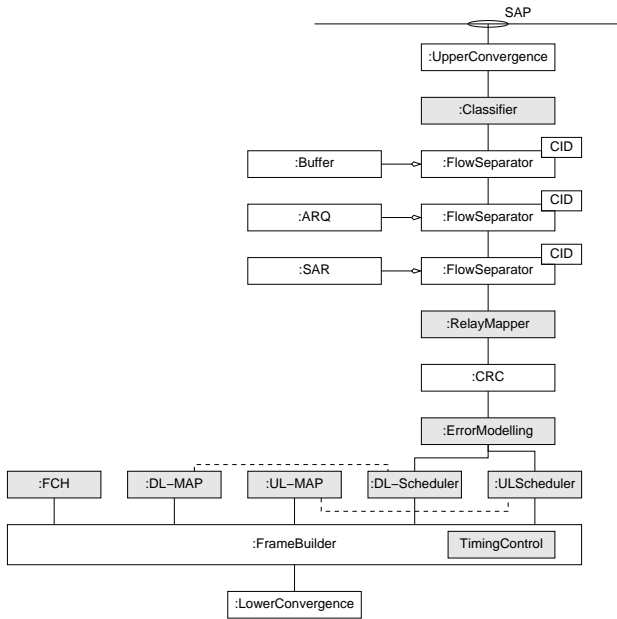 SAP
:UpperConvergence
:Classifier
CID
:Buffer
:FlowSeparator
CID
:ARQ
:FlowSeparator
CID
:SAR
:FlowSeparator
:RelayMapper
:CRC
:ErrorModelling
:FCH
:DL−MAP
:UL−MAP
:DL−Scheduler
:ULScheduler
:FrameBuilder
TimingControl
:LowerConvergence